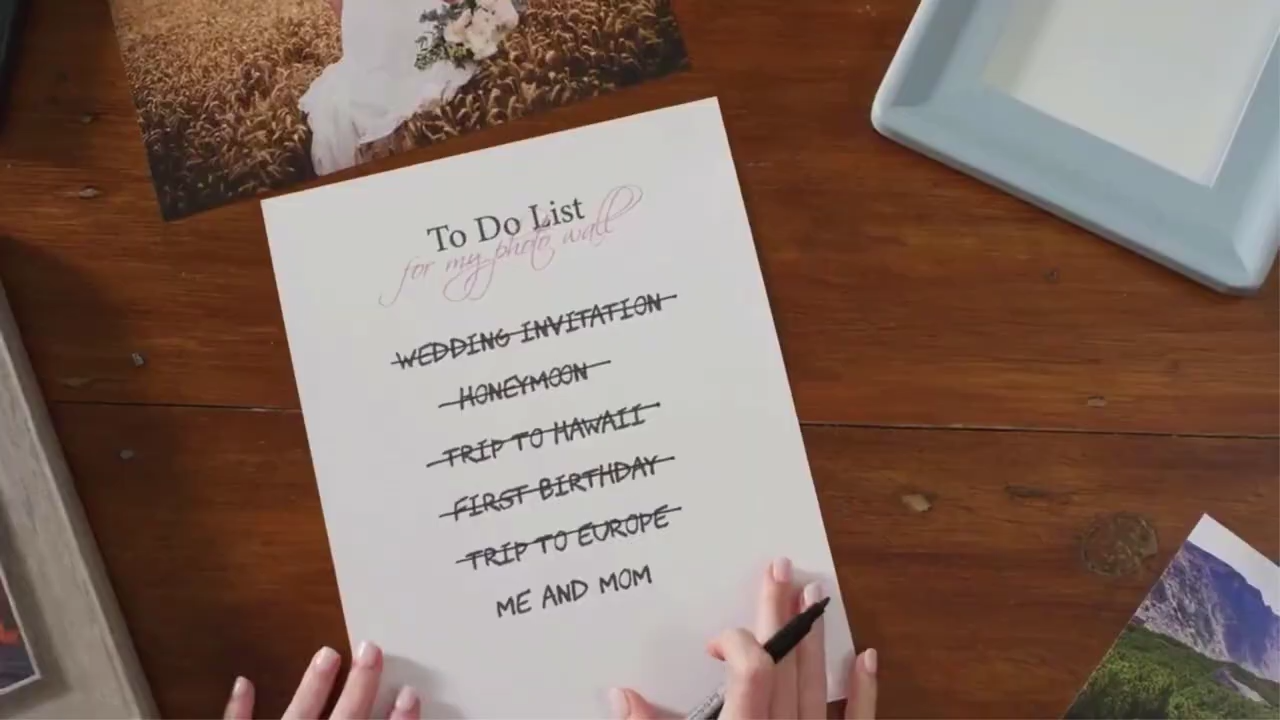 To Do List
for my photo wall
WEDDING INVITATION
HONEYMOON
TRIP TO HAWAII
FIRST BIRTHDAY
TRIP TO EUROPE
ME AND MOM